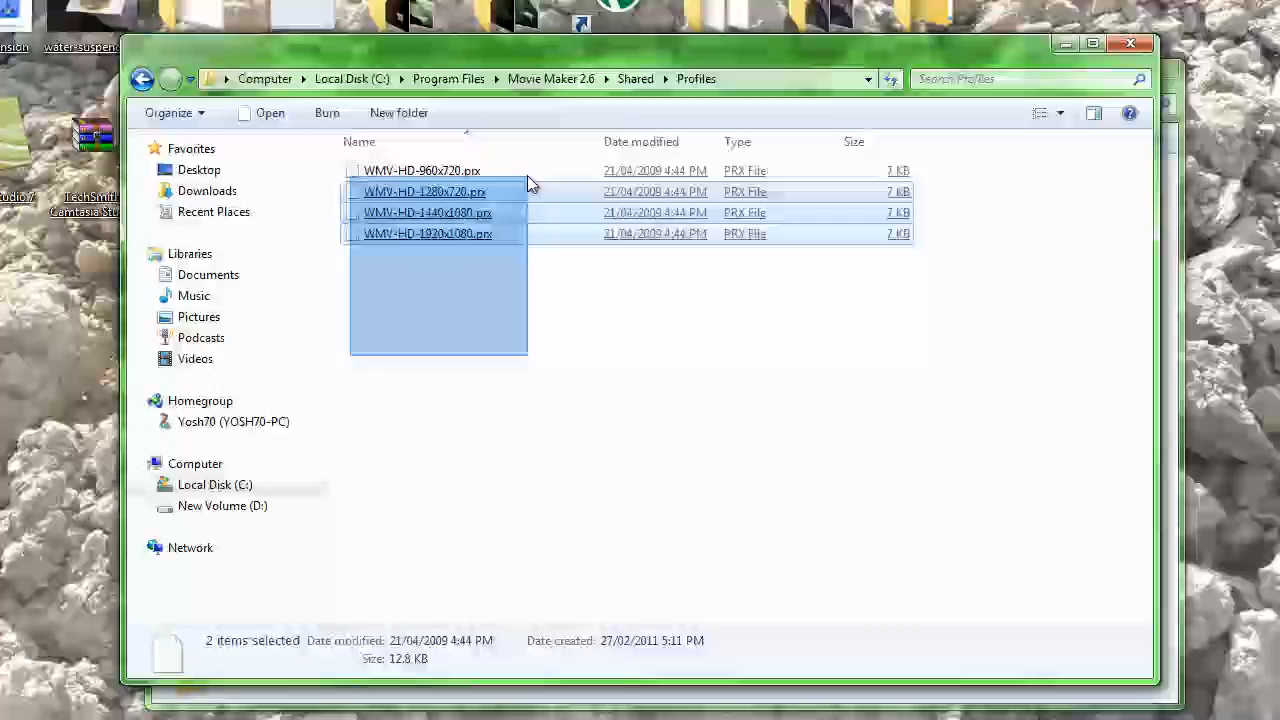 nsion
water-suspen
Computer Local Disk (C:) Program Files Movie Maker 2.6 Shared Profiles
Search Profiles
Organize Open Burn New folder
Name Date modified Type Size
Favorites
Desktop
Downloads
Recent Places
Libraries
Documents
Music
Pictures
Podcasts
Videos
Homegroup
Yosh70 (YOSH70-PC)
Computer
Local Disk (C:)
New Volume (D:)
Network
WMV-HD-960x720.prx 21/04/2009 4:44 PM PRX File 7 KB
WMV-HD-1280x720.prx 21/04/2009 4:44 PM PRX File 7 KB
WMV-HD-1440x1080.prx 21/04/2009 4:44 PM PRX File 7 KB
WMV-HD-1920x1080.prx 21/04/2009 4:44 PM PRX File 7 KB
tudio 7
TechSmith
Camtasia Stu
2 items selected Date modified: 21/04/2009 4:44 PM Date created: 27/02/2011 5:11 PM
Size: 12.8 KB